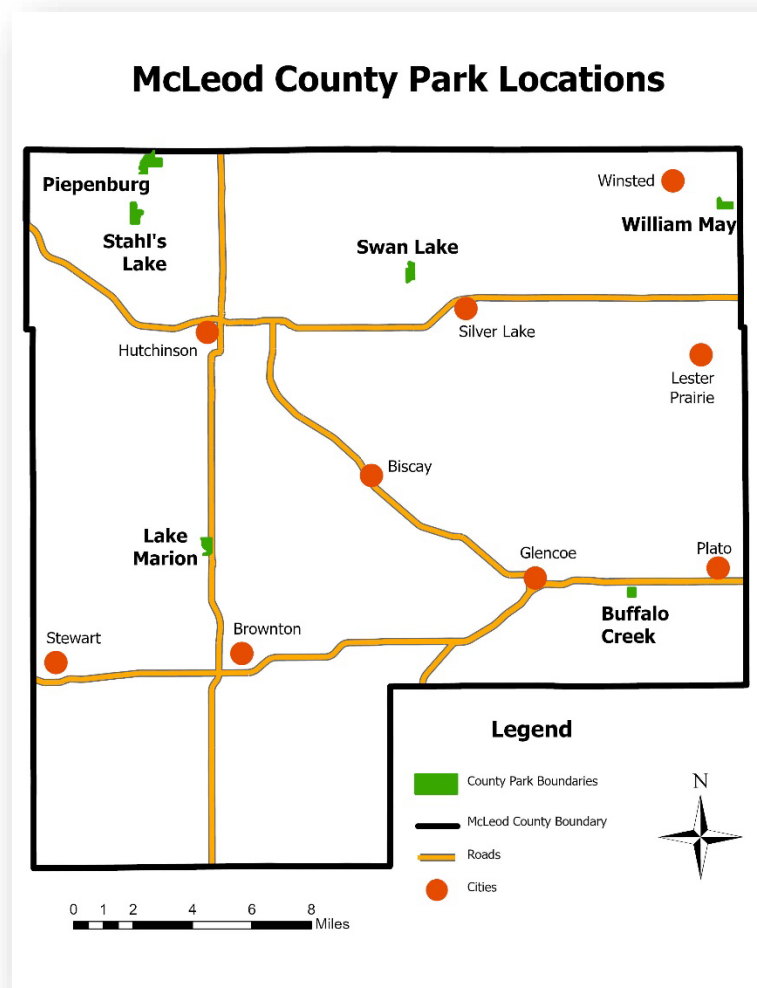 McLeod County Park Locations
Winsted
Piepenburg
William May
Stahl's
Lake
Swan Lake
Silver Lake
Hutchinson
Lester
Prairie
Biscay
Lake
Marion
Glencoe
Plato
Buffalo
Creek
Brownton
Stewart
Legend
County Park Boundaries
McLeod County Boundary
Roads
Cities
N
0 1 2 4 6 8
Miles